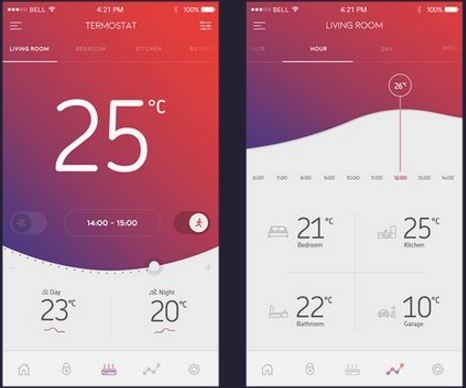 BELL 4:21 PM 100%
TERMOSTAT
LIVING ROOM BEDROOM KITCHEN BATH
25°C
14:00 - 15:00
- +
Day
23°C
Night
20°C
BELL 4:21 PM 100%
LIVING ROOM
NUTE HOUR DAY
26°C
6:00 7:00 8:00 9:00 10:00 11:00 12:00 13:00 14:00
21°C
Bedroom
25°C
Kitchen
22°C
Bathroom
10°C
Garage